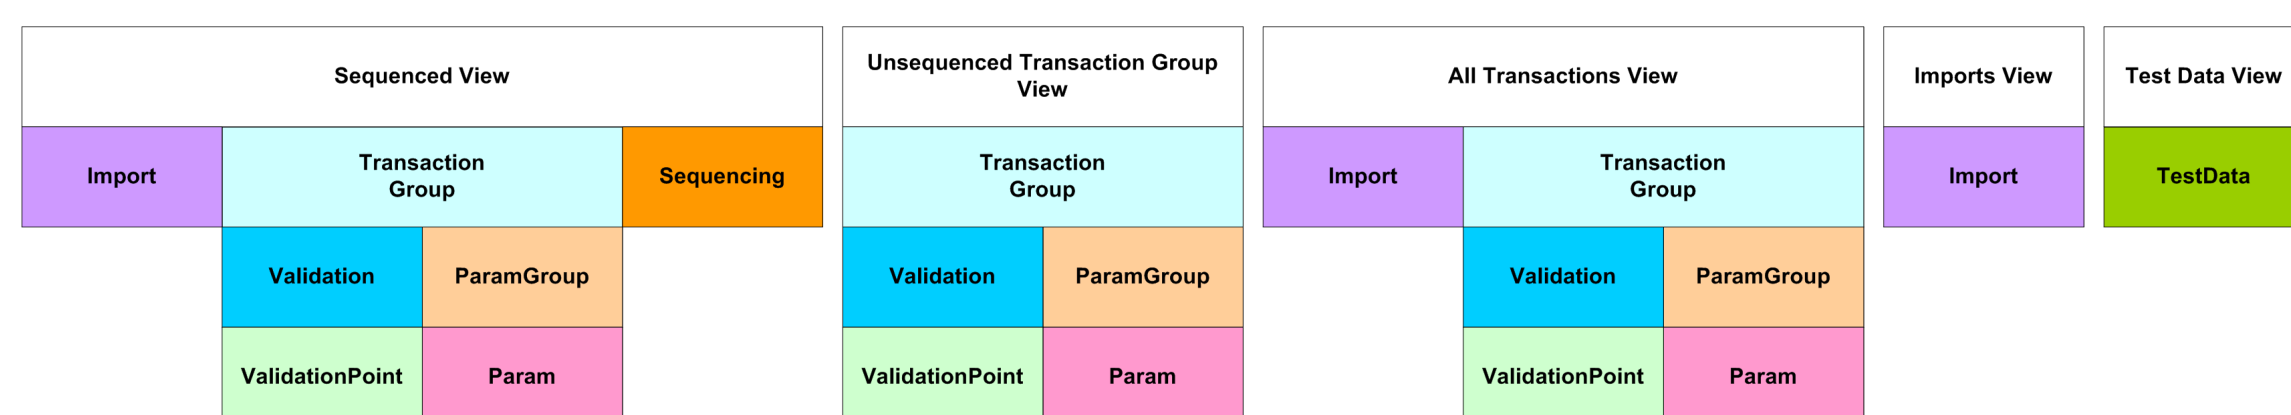 Sequenced View
Unsequenced Transaction Group
View
All Transactions View
Imports View
Test Data View
Import
Transaction
Group
Sequencing
Transaction
Group
Import
Transaction
Group
Import
TestData
Validation
ParamGroup
Validation
ParamGroup
Validation
ParamGroup
ValidationPoint
Param
ValidationPoint
Param
ValidationPoint
Param